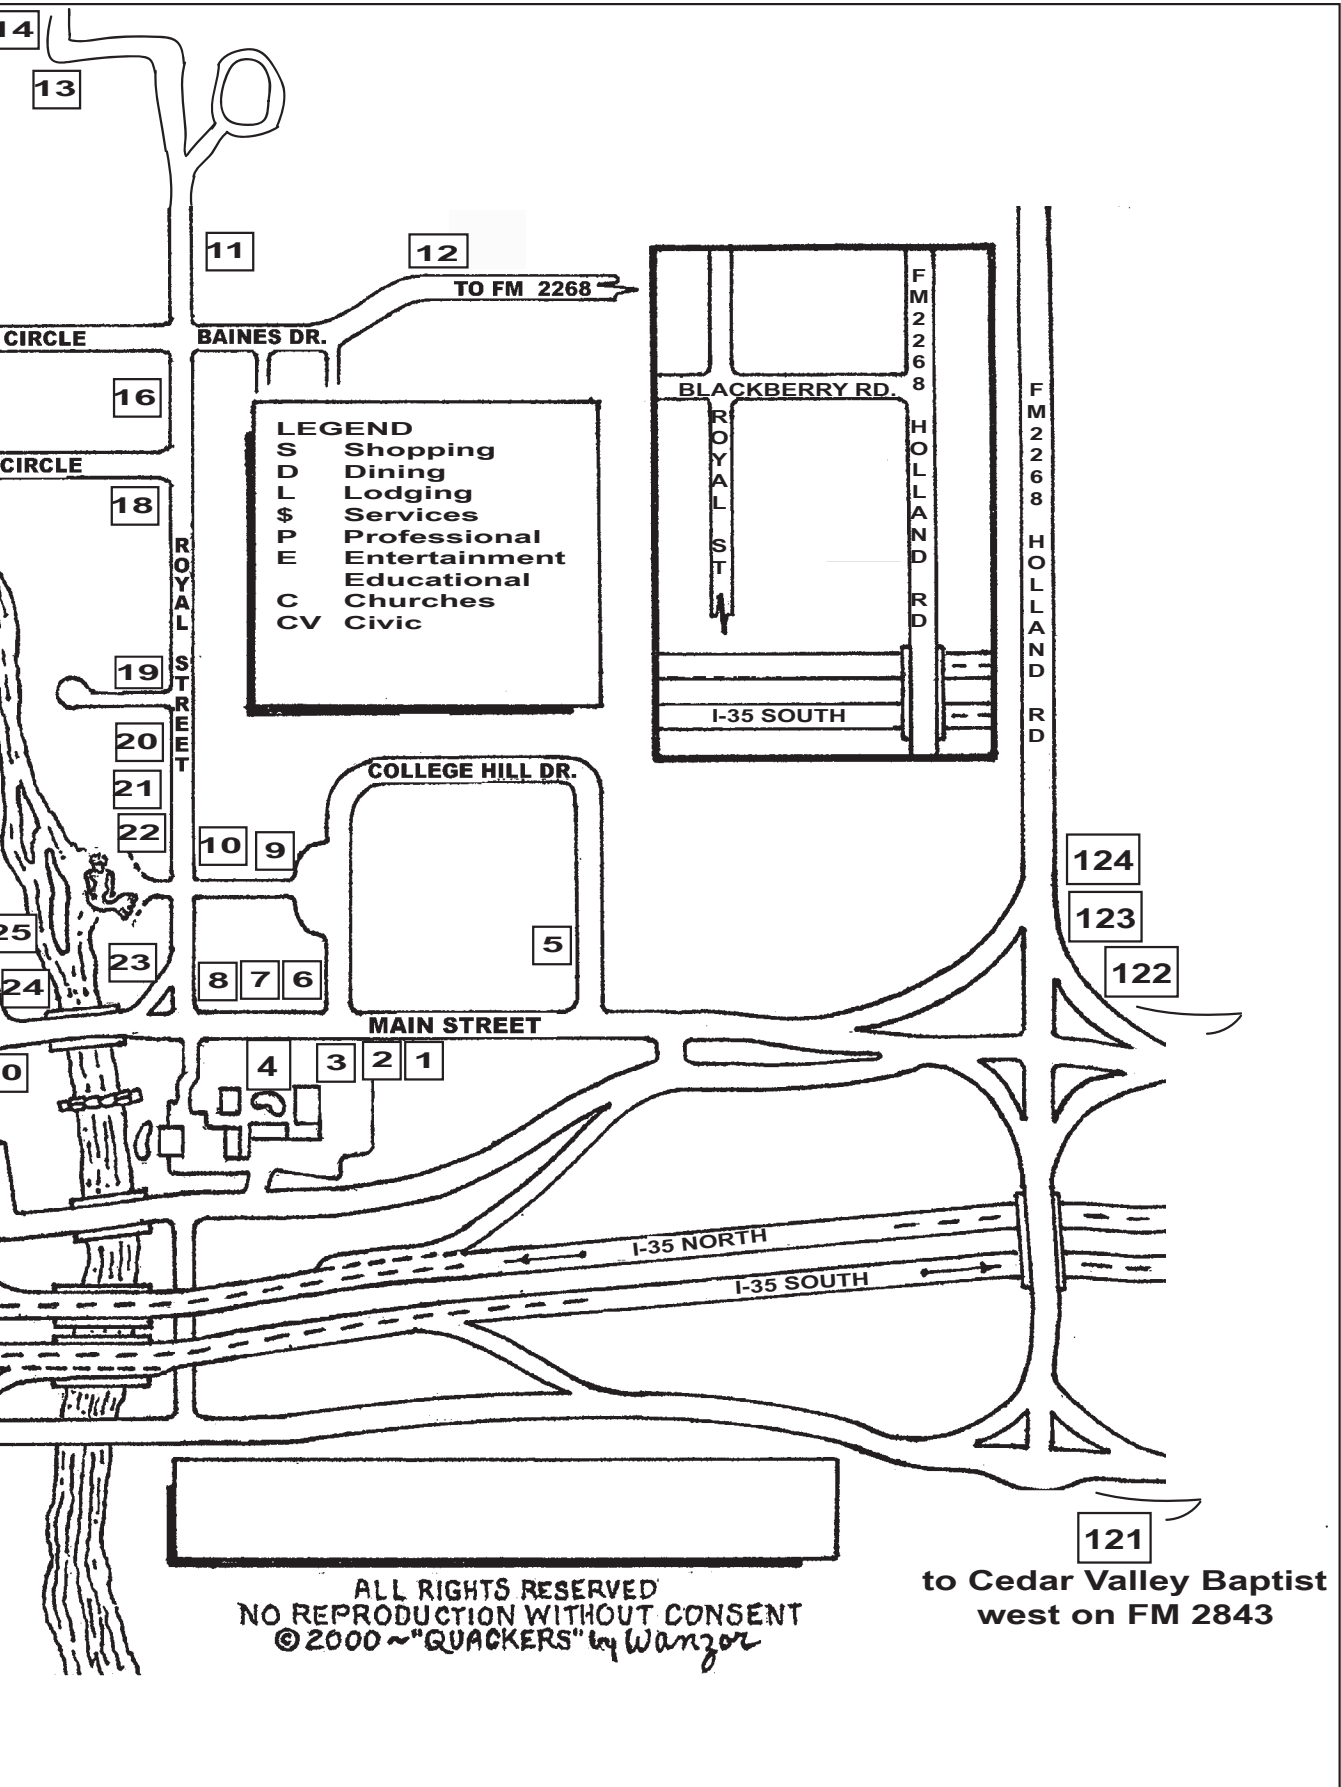 14
13
11
12
TO FM 2268
CIRCLE
BAINES DR.
16
CIRCLE
18
ROYAL STREET
LEGEND
S Shopping
D Dining
L Lodging
$ Services
P Professional
E Entertainment
Educational
C Churches
CV Civic
FM2268 HOLLAND RD
BLACKBERRY RD.
ROYAL ST
I-35 SOUTH
FM2268 HOLLAND RD
19
20
21
22
COLLEGE HILL DR.
10
9
124
123
122
25
24
23
5
8
7
6
MAIN STREET
0
4
3
2
1
I-35 NORTH
I-35 SOUTH
121
to Cedar Valley Baptist
west on FM 2843
ALL RIGHTS RESERVED
NO REPRODUCTION WITHOUT CONSENT
© 2000 ~ "QUACKERS" by Wanzor